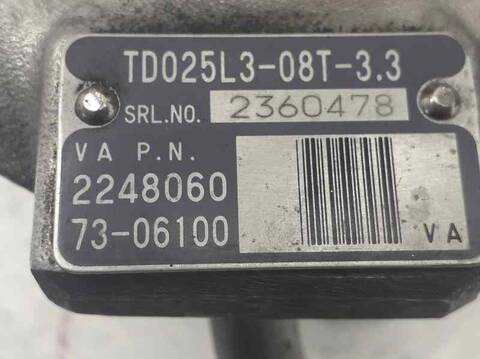 TD025L3-08T-3.3
SRL.NO. 2360478
VA P.N.
2248060
73-06100
VA